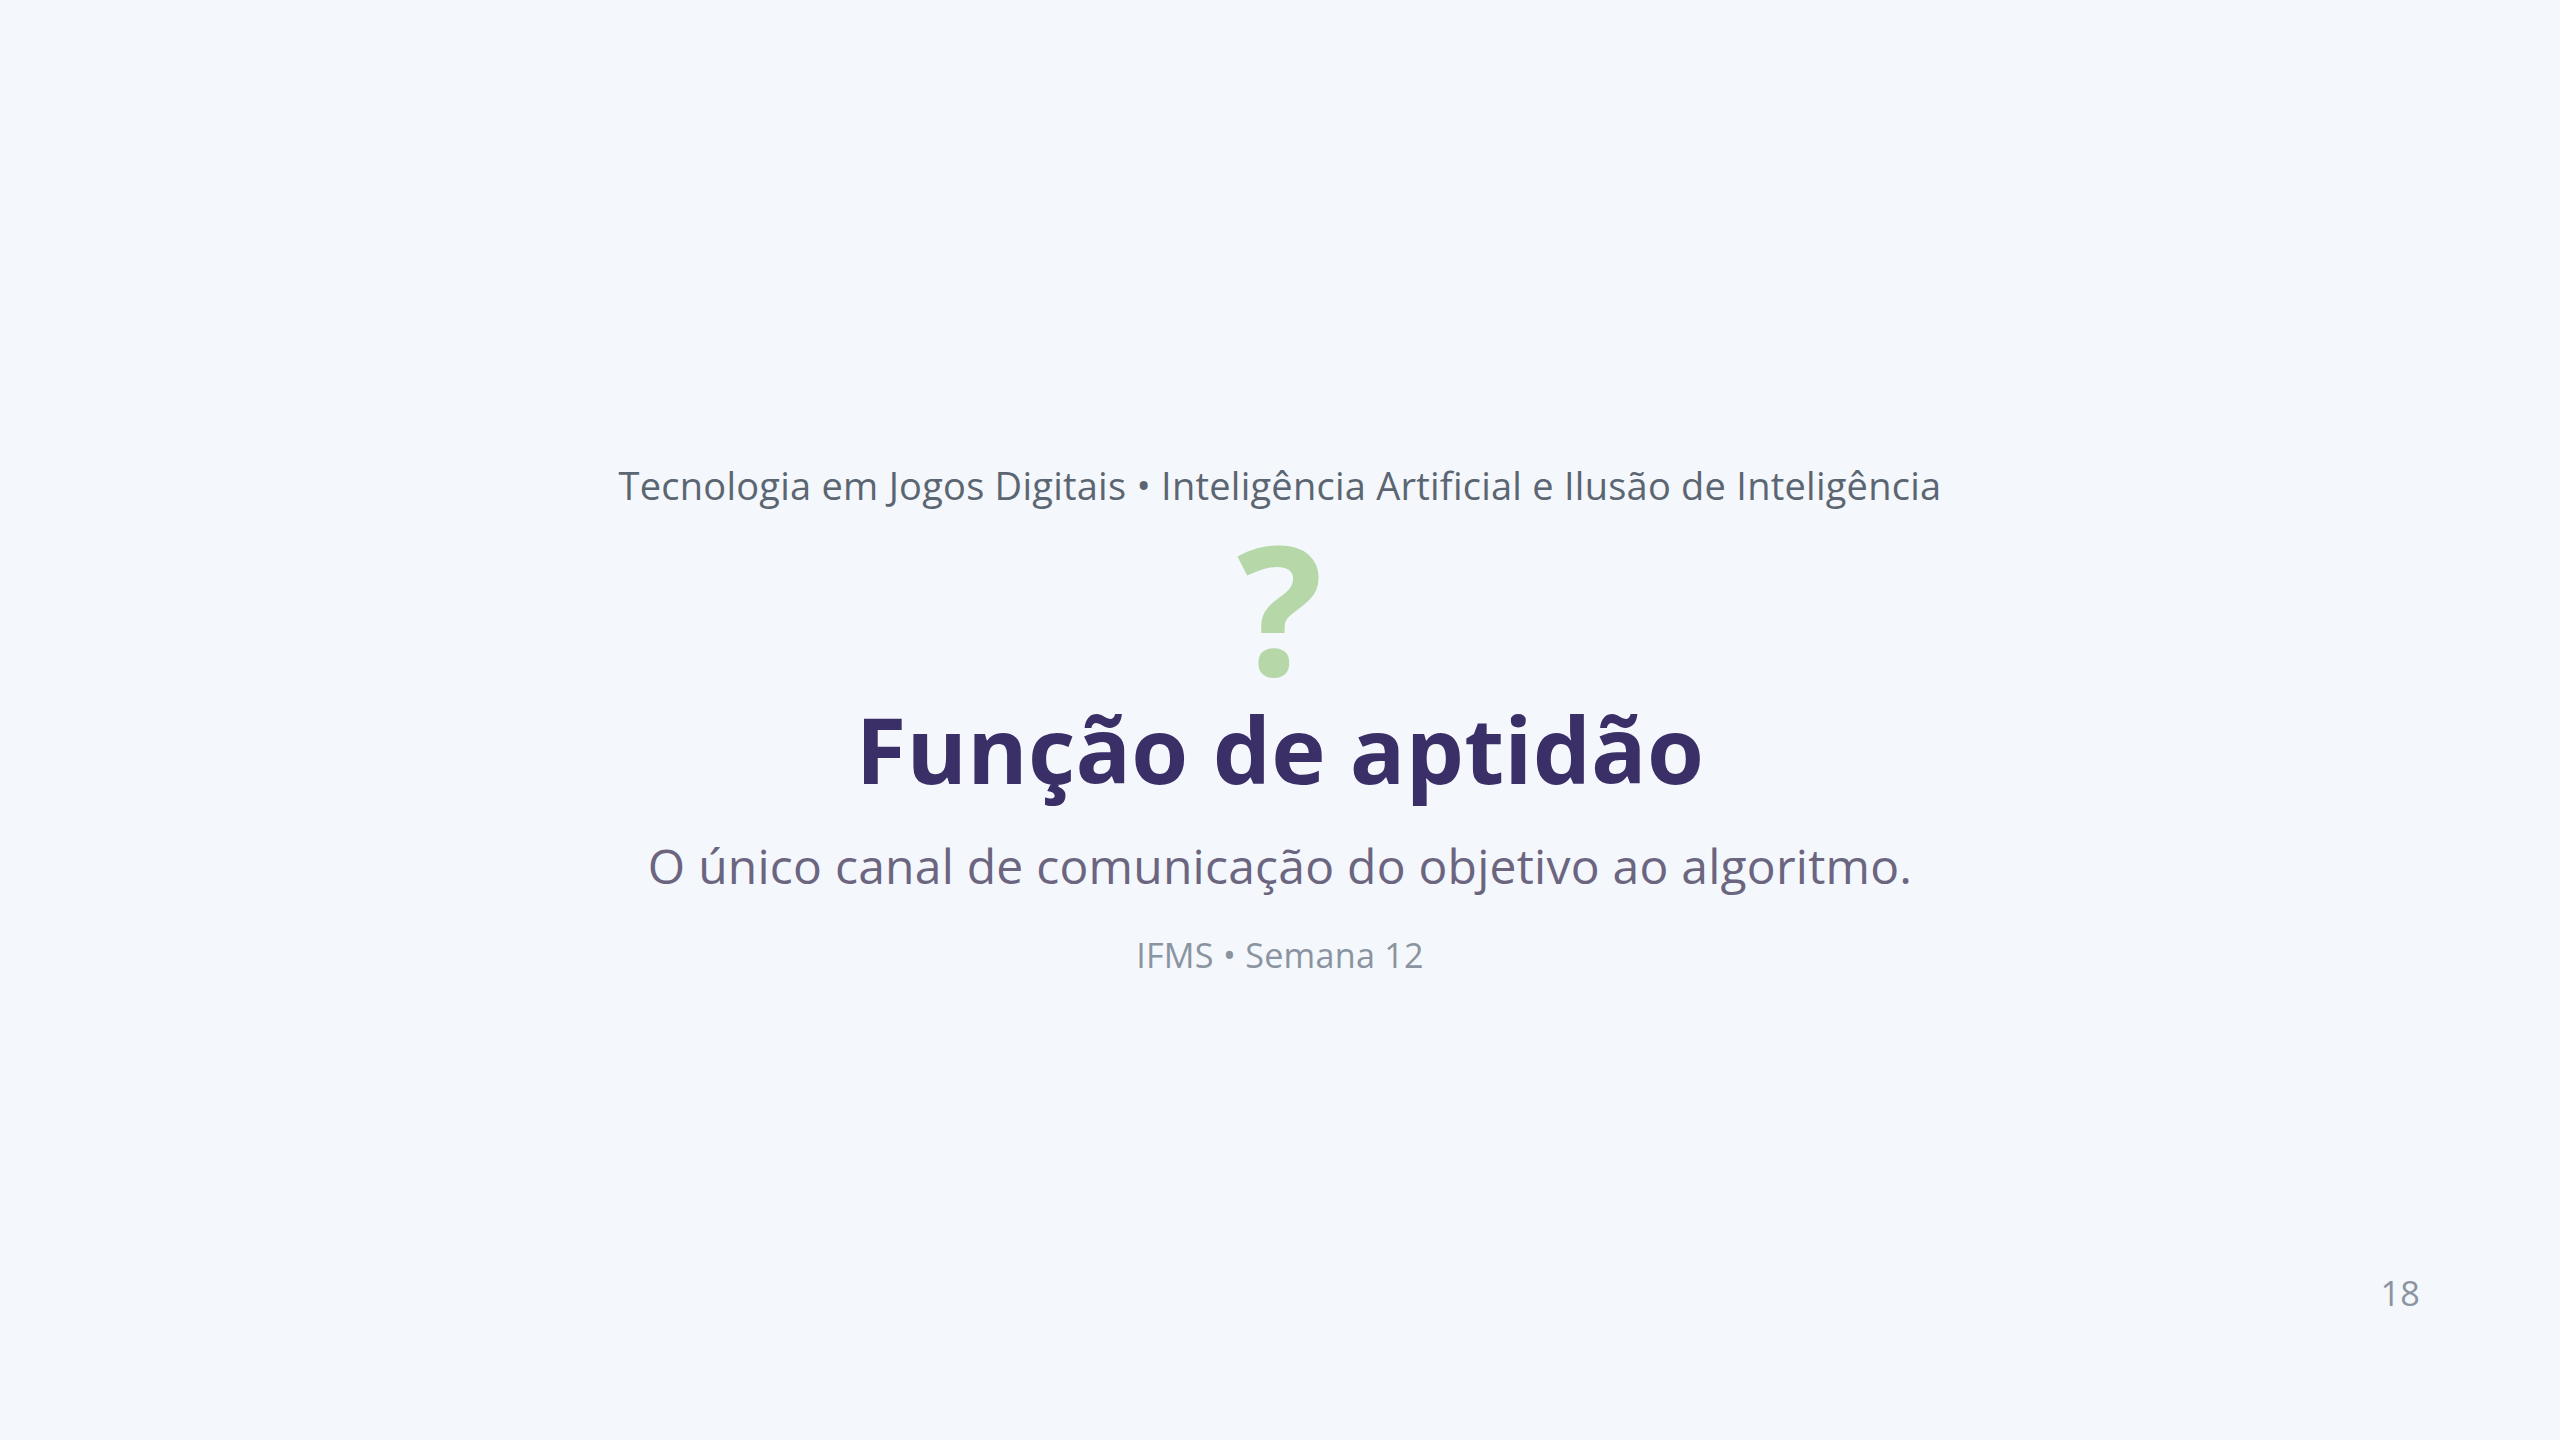 Tecnologia em Jogos Digitais • Inteligência Artificial e Ilusão de Inteligência
?
Função de aptidão
O único canal de comunicação do objetivo ao algoritmo.
IFMS • Semana 12
18